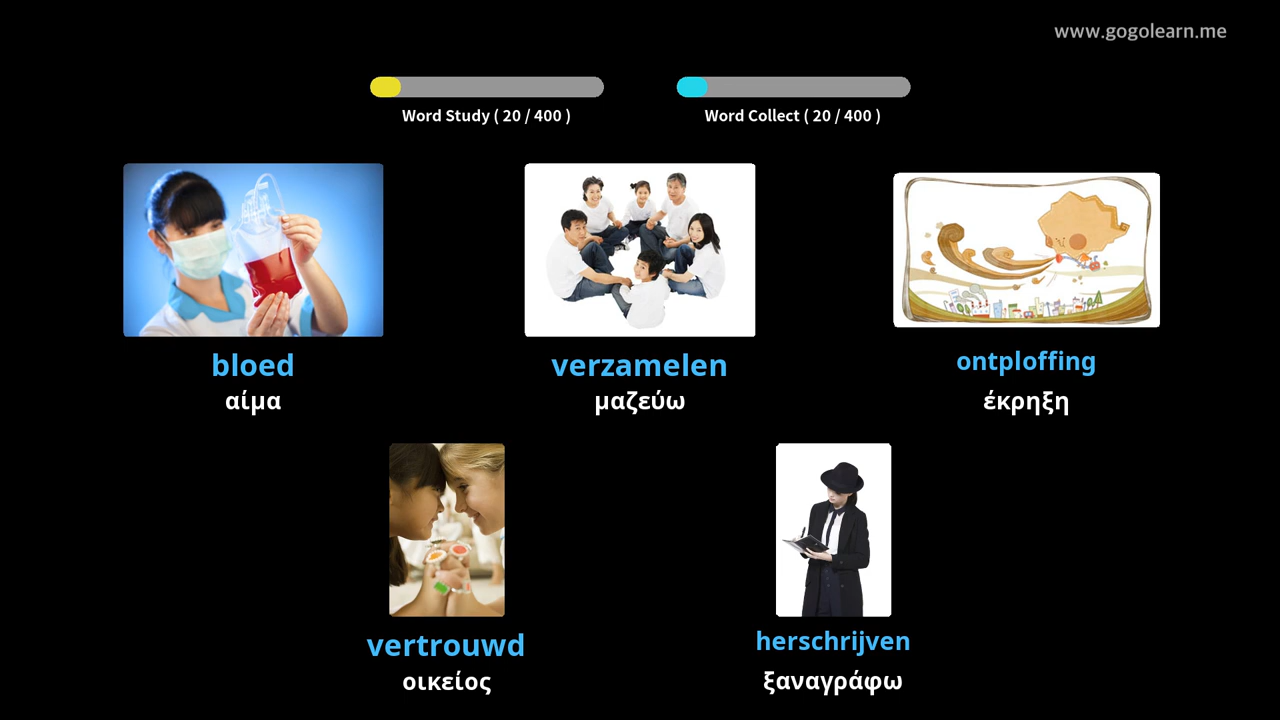 www.gogolearn.me
Word Study ( 20 / 400 )
Word Collect ( 20 / 400 )
bloed
αίμα
verzamelen
μαζεύω
ontploffing
έκρηξη
vertrouwd
οικείος
herschrijven
ξαναγράφω